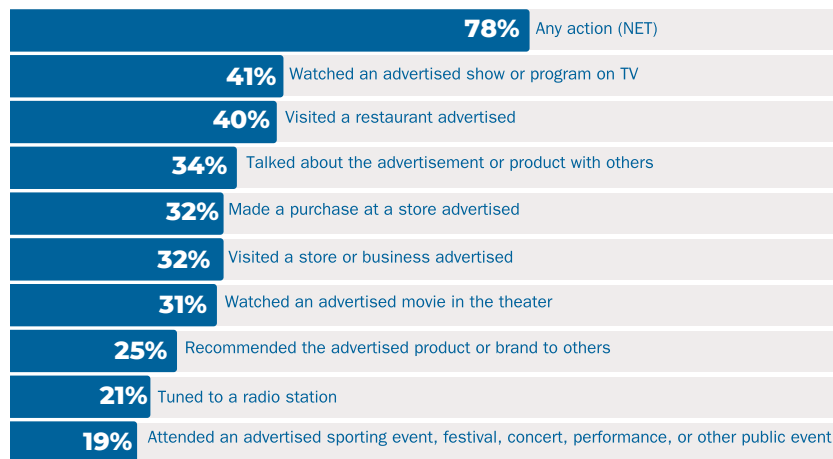 78% Any action (NET)
41% Watched an advertised show or program on TV
40% Visited a restaurant advertised
34% Talked about the advertisement or product with others
32% Made a purchase at a store advertised
32% Visited a store or business advertised
31% Watched an advertised movie in the theater
25% Recommended the advertised product or brand to others
21% Tuned to a radio station
19% Attended an advertised sporting event, festival, concert, performance, or other public event